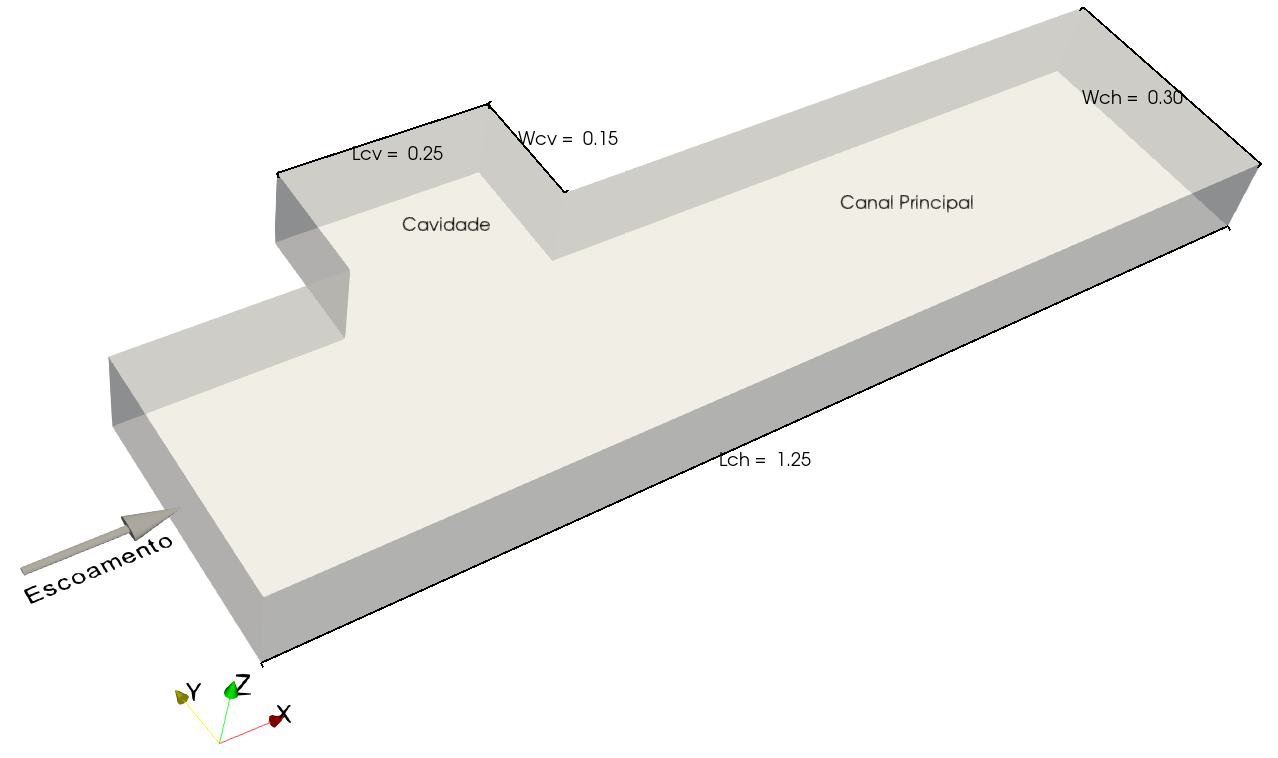 Wch = 0.30
Wcv = 0.15
Lcv = 0.25
Canal Principal
Cavidade
Lch = 1.25
Escoamento
Y
Z
X